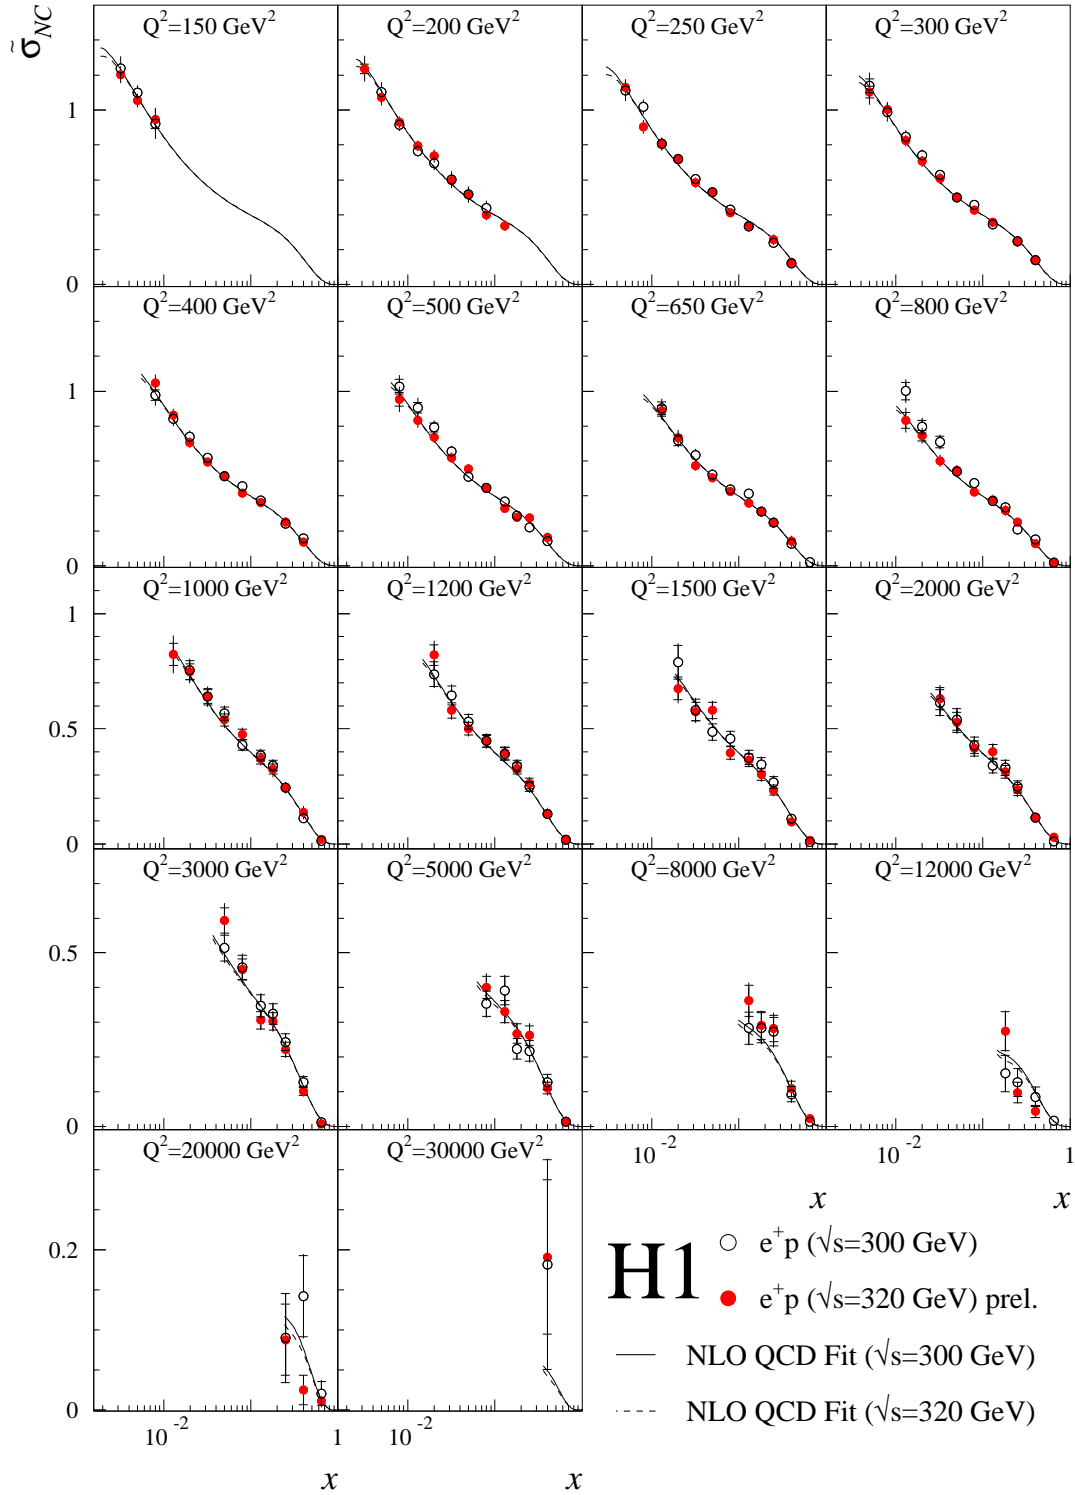 σ̃_NC
Q²=150 GeV² Q²=200 GeV² Q²=250 GeV² Q²=300 GeV²
1
0
Q²=400 GeV² Q²=500 GeV² Q²=650 GeV² Q²=800 GeV²
1
0
Q²=1000 GeV² Q²=1200 GeV² Q²=1500 GeV² Q²=2000 GeV²
1
0.5
0
Q²=3000 GeV² Q²=5000 GeV² Q²=8000 GeV² Q²=12000 GeV²
0.5
0
Q²=20000 GeV² Q²=30000 GeV² 10⁻² 10⁻² 1
x x
0.2
H1
e⁺p (√s=300 GeV)
e⁺p (√s=320 GeV) prel.
NLO QCD Fit (√s=300 GeV)
NLO QCD Fit (√s=320 GeV)
0
10⁻² 1 10⁻²
x x